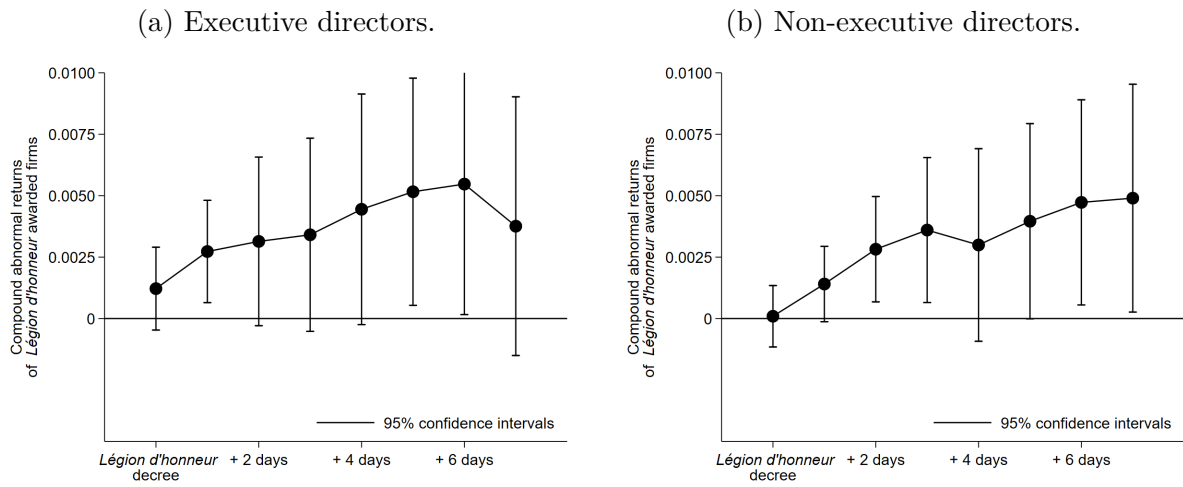 (a) Executive directors.
Compound abnormal returns
of Légion d'honneur awarded firms
0.0100
0.0075
0.0050
0.0025
0
95% confidence intervals
Légion d'honneur
decree
+ 2 days
+ 4 days
+ 6 days
(b) Non-executive directors.
Compound abnormal returns
of Légion d'honneur awarded firms
0.0100
0.0075
0.0050
0.0025
0
95% confidence intervals
Légion d'honneur
decree
+ 2 days
+ 4 days
+ 6 days